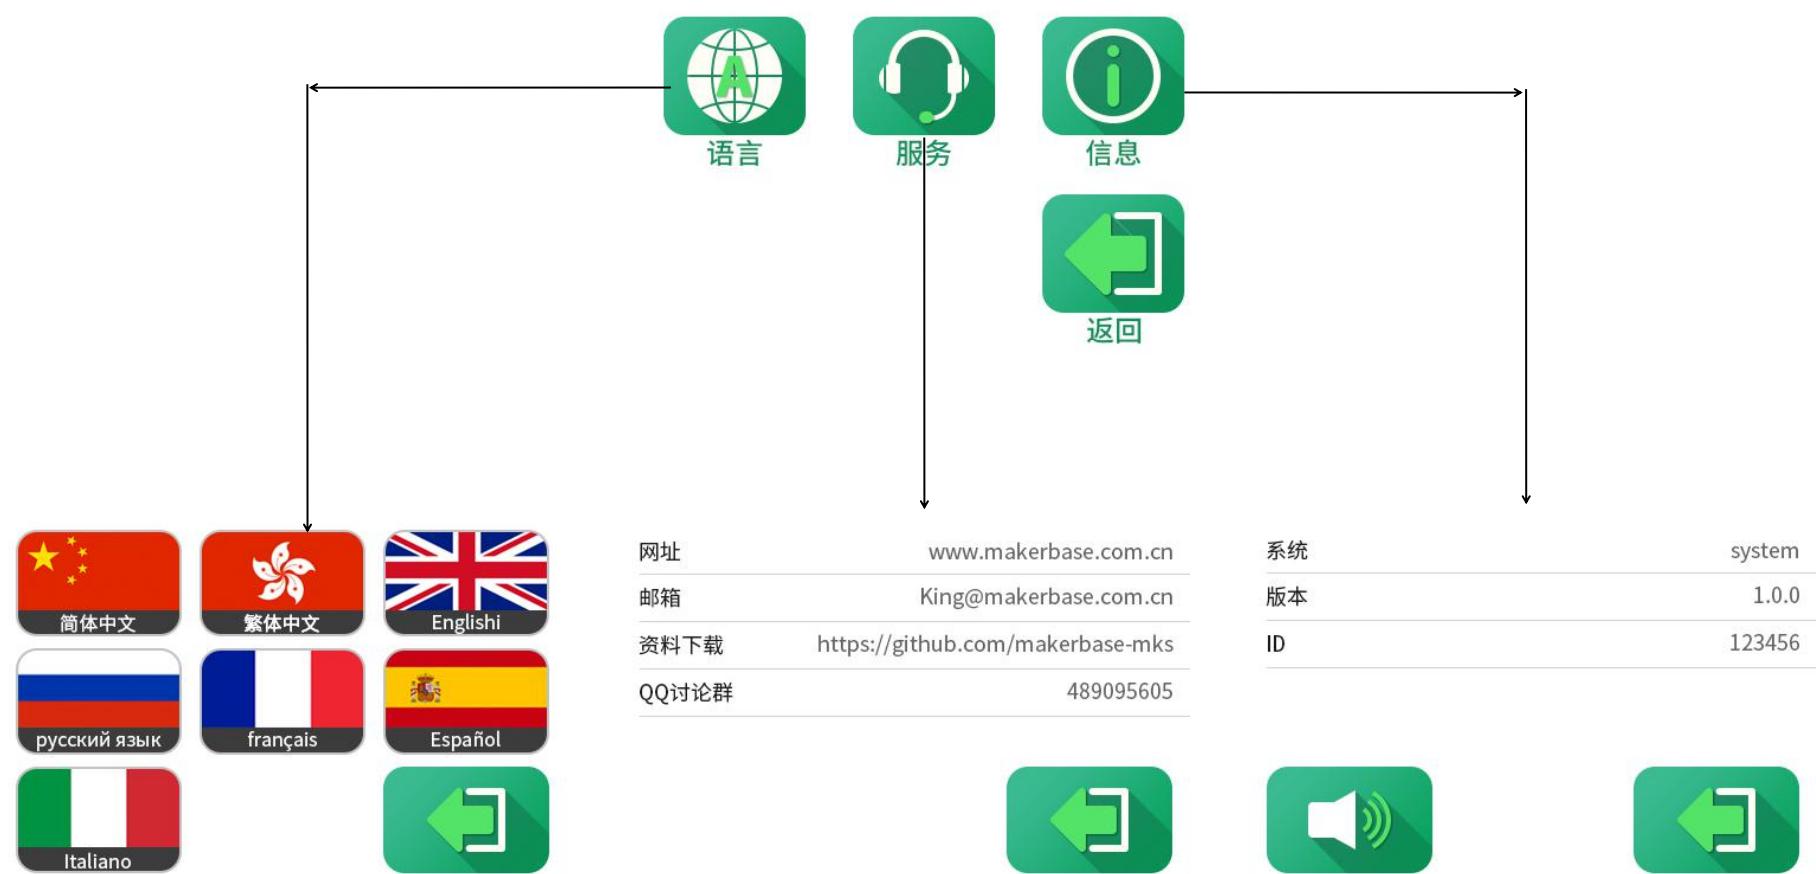 A
语言
服务
信息
返回
简体中文
繁体中文
Englishi
русский язык
français
Español
Italiano
网址 www.makerbase.com.cn
邮箱 King@makerbase.com.cn
资料下载 https://github.com/makerbase-mks
QQ讨论群 489095605
系统 system
版本 1.0.0
ID 123456